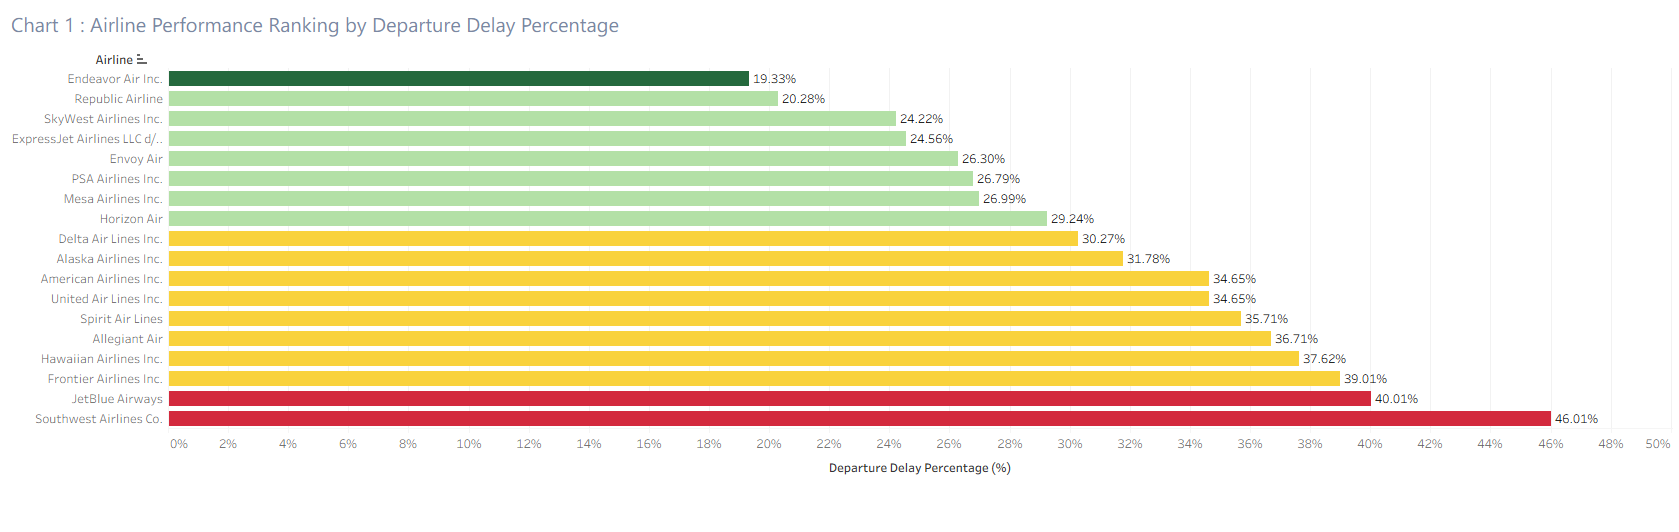 Chart 1 : Airline Performance Ranking by Departure Delay Percentage
Airline
Endeavor Air Inc. 19.33%
Republic Airline 20.28%
SkyWest Airlines Inc. 24.22%
ExpressJet Airlines LLC d/.. 24.56%
Envoy Air 26.30%
PSA Airlines Inc. 26.79%
Mesa Airlines Inc. 26.99%
Horizon Air 29.24%
Delta Air Lines Inc. 30.27%
Alaska Airlines Inc. 31.78%
American Airlines Inc. 34.65%
United Air Lines Inc. 34.65%
Spirit Air Lines 35.71%
Allegiant Air 36.71%
Hawaiian Airlines Inc. 37.62%
Frontier Airlines Inc. 39.01%
JetBlue Airways 40.01%
Southwest Airlines Co. 46.01%
0% 2% 4% 6% 8% 10% 12% 14% 16% 18% 20% 22% 24% 26% 28% 30% 32% 34% 36% 38% 40% 42% 44% 46% 48% 50%
Departure Delay Percentage (%)